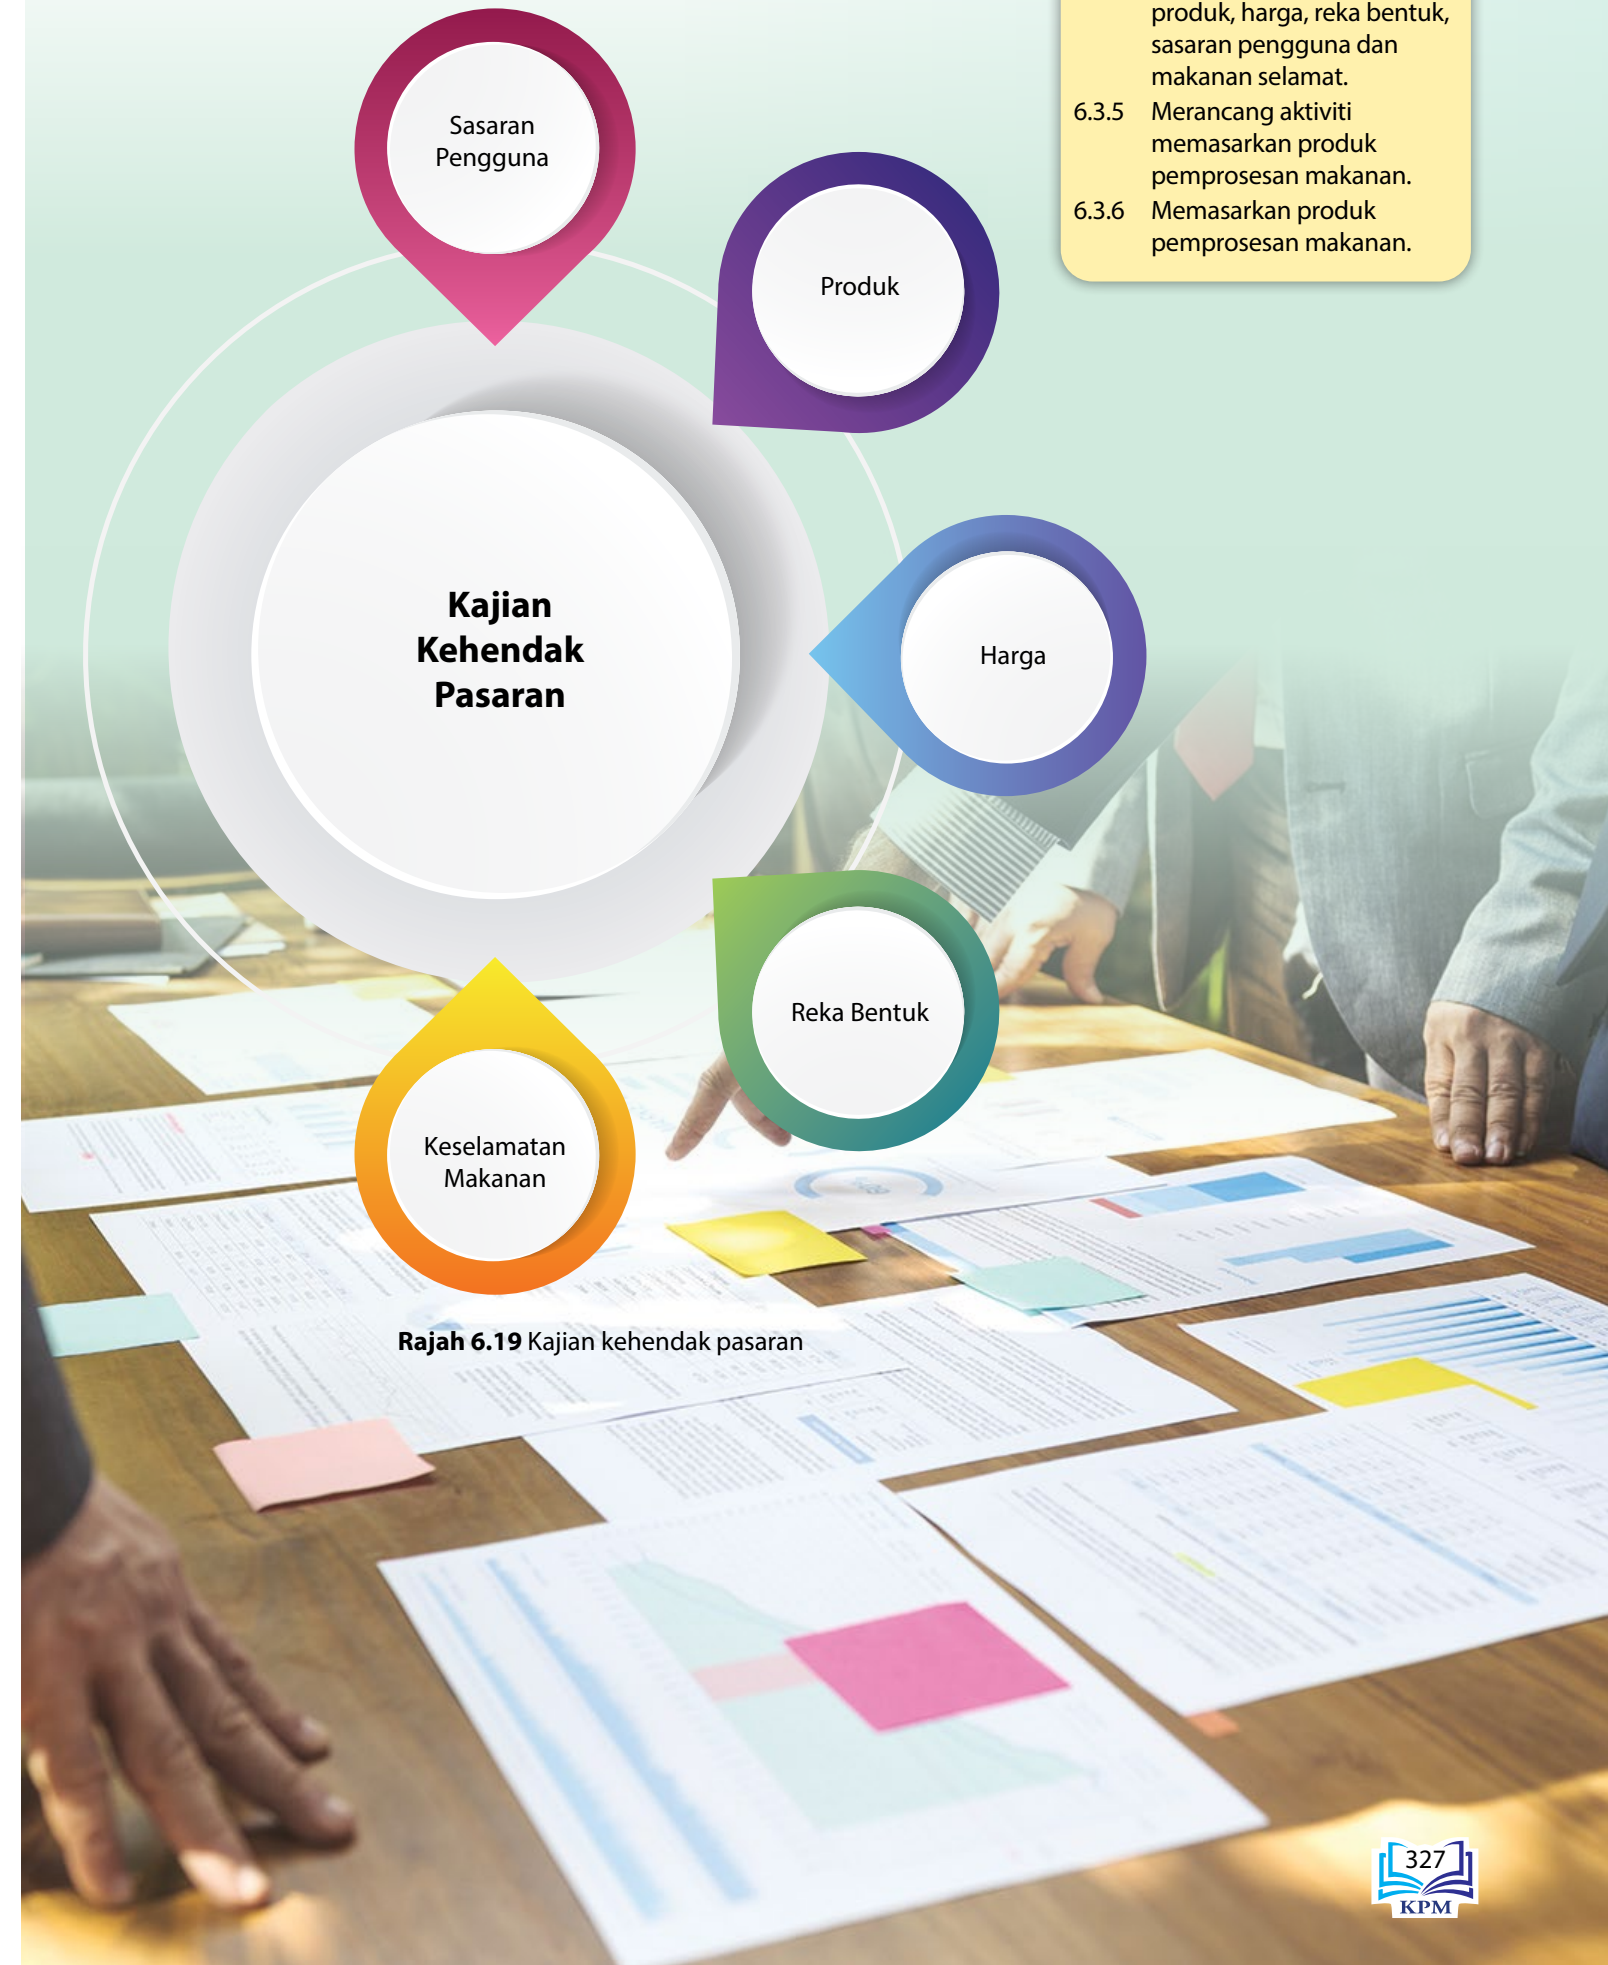 produk, harga, reka bentuk,
sasaran pengguna dan
makanan selamat.
6.3.5 Merancang aktiviti
memasarkan produk
pemprosesan makanan.
6.3.6 Memasarkan produk
pemprosesan makanan.
Sasaran
Pengguna
Produk
Kajian
Kehendak
Pasaran
Harga
Reka Bentuk
Keselamatan
Makanan
Rajah 6.19 Kajian kehendak pasaran
327
KPM